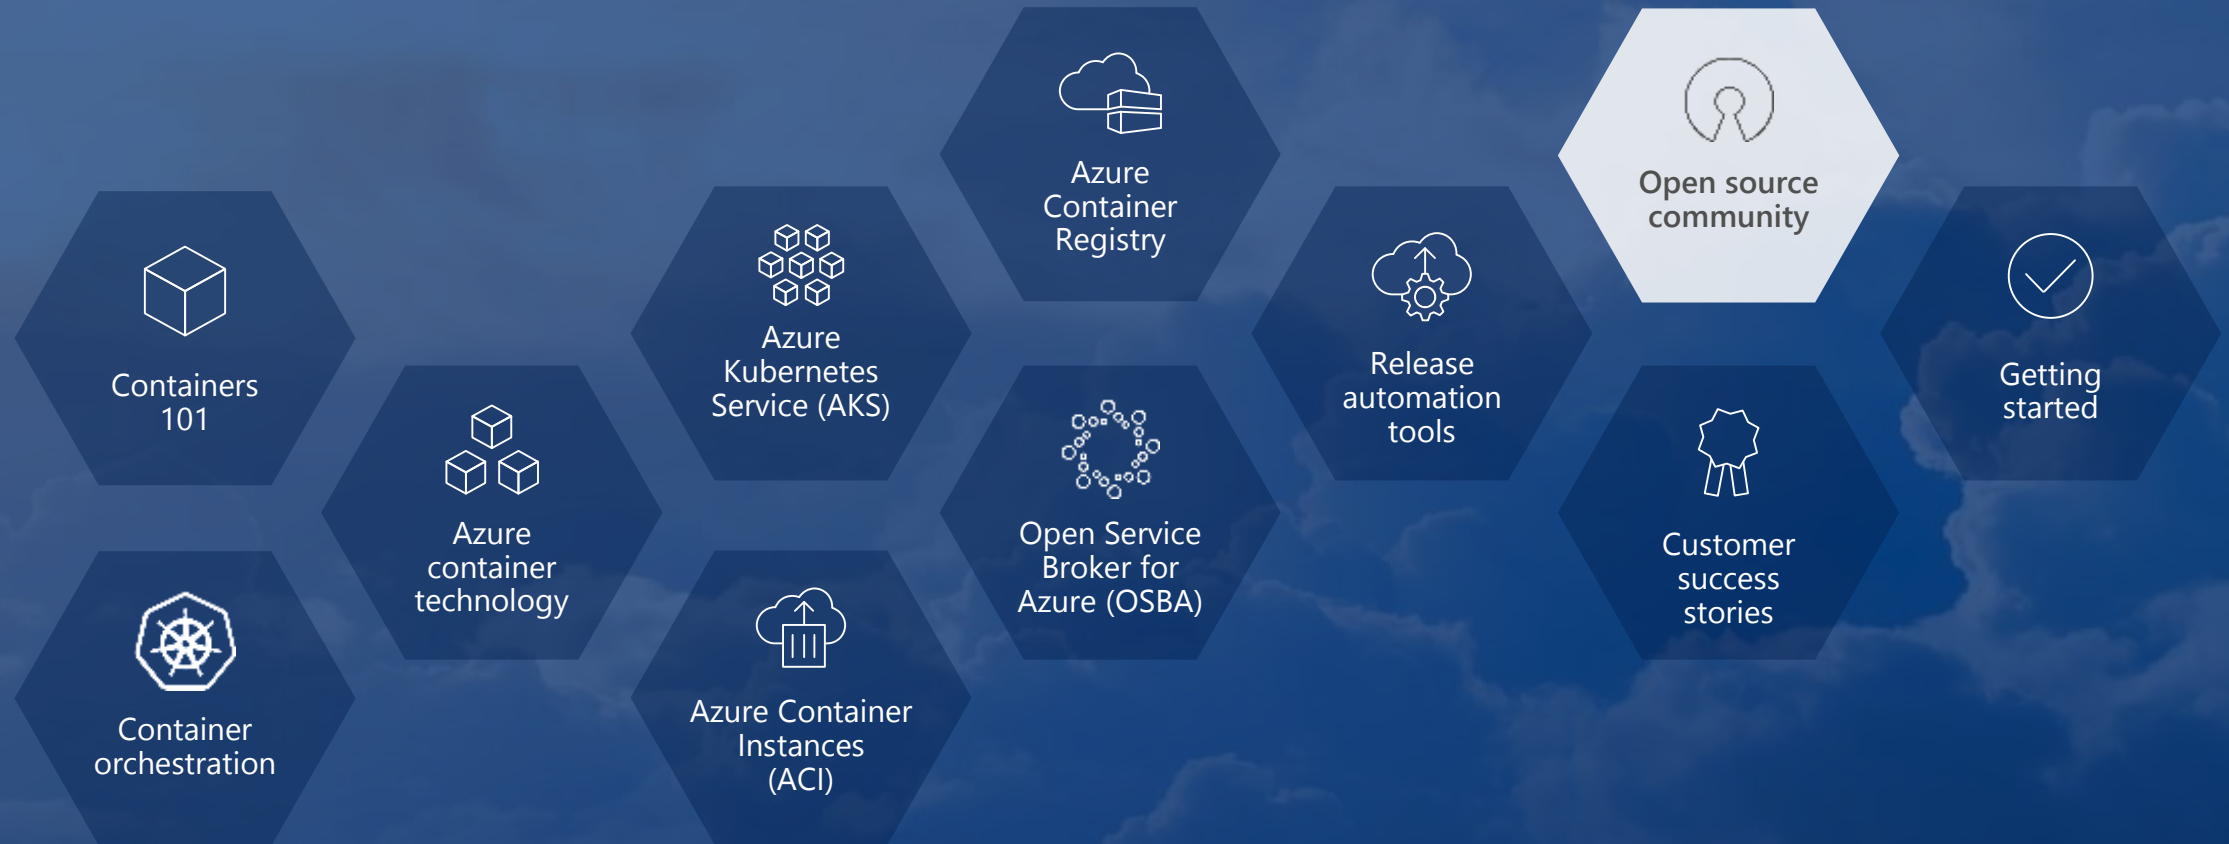 Containers
101
Container
orchestration
Azure
container
technology
Azure
Kubernetes
Service (AKS)
Azure Container
Instances
(ACI)
Azure
Container
Registry
Open Service
Broker for
Azure (OSBA)
Release
automation
tools
Open source
community
Customer
success
stories
Getting
started